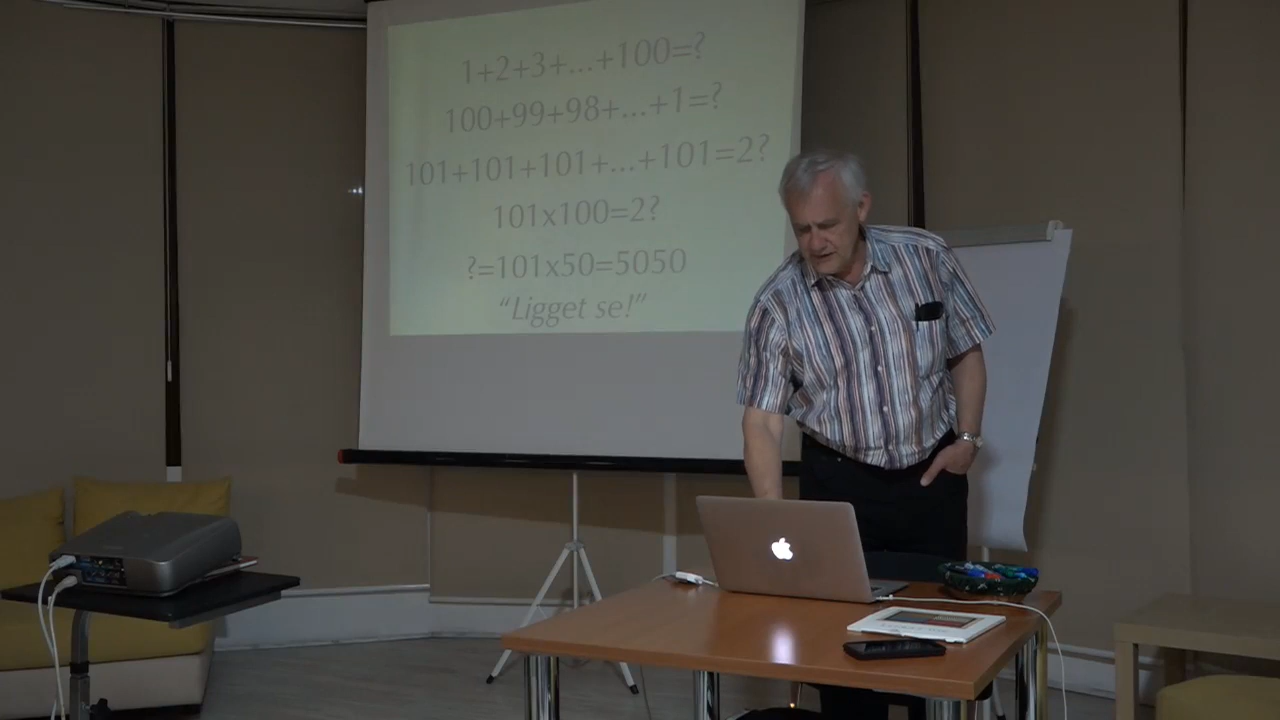 1+2+3+...+100=?
100+99+98+...+1=?
101+101+101+...+101=2?
101x100=2?
?=101x50=5050
“Ligget se!”